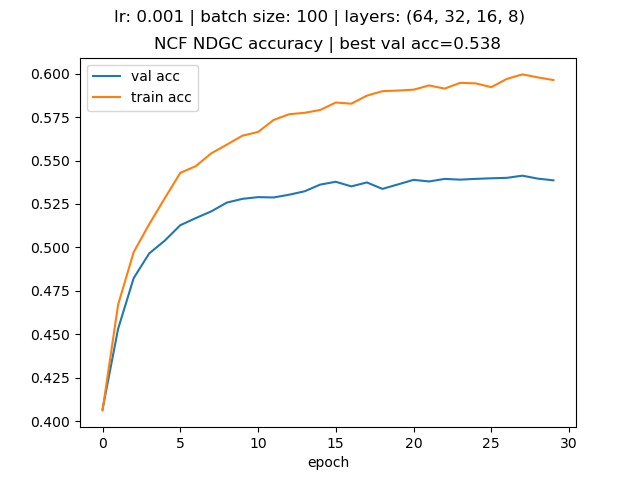 lr: 0.001 | batch size: 100 | layers: (64, 32, 16, 8)
NCF NDGC accuracy | best val acc=0.538
val acc
train acc
0.600
0.575
0.550
0.525
0.500
0.475
0.450
0.425
0.400
0 5 10 15 20 25 30
epoch